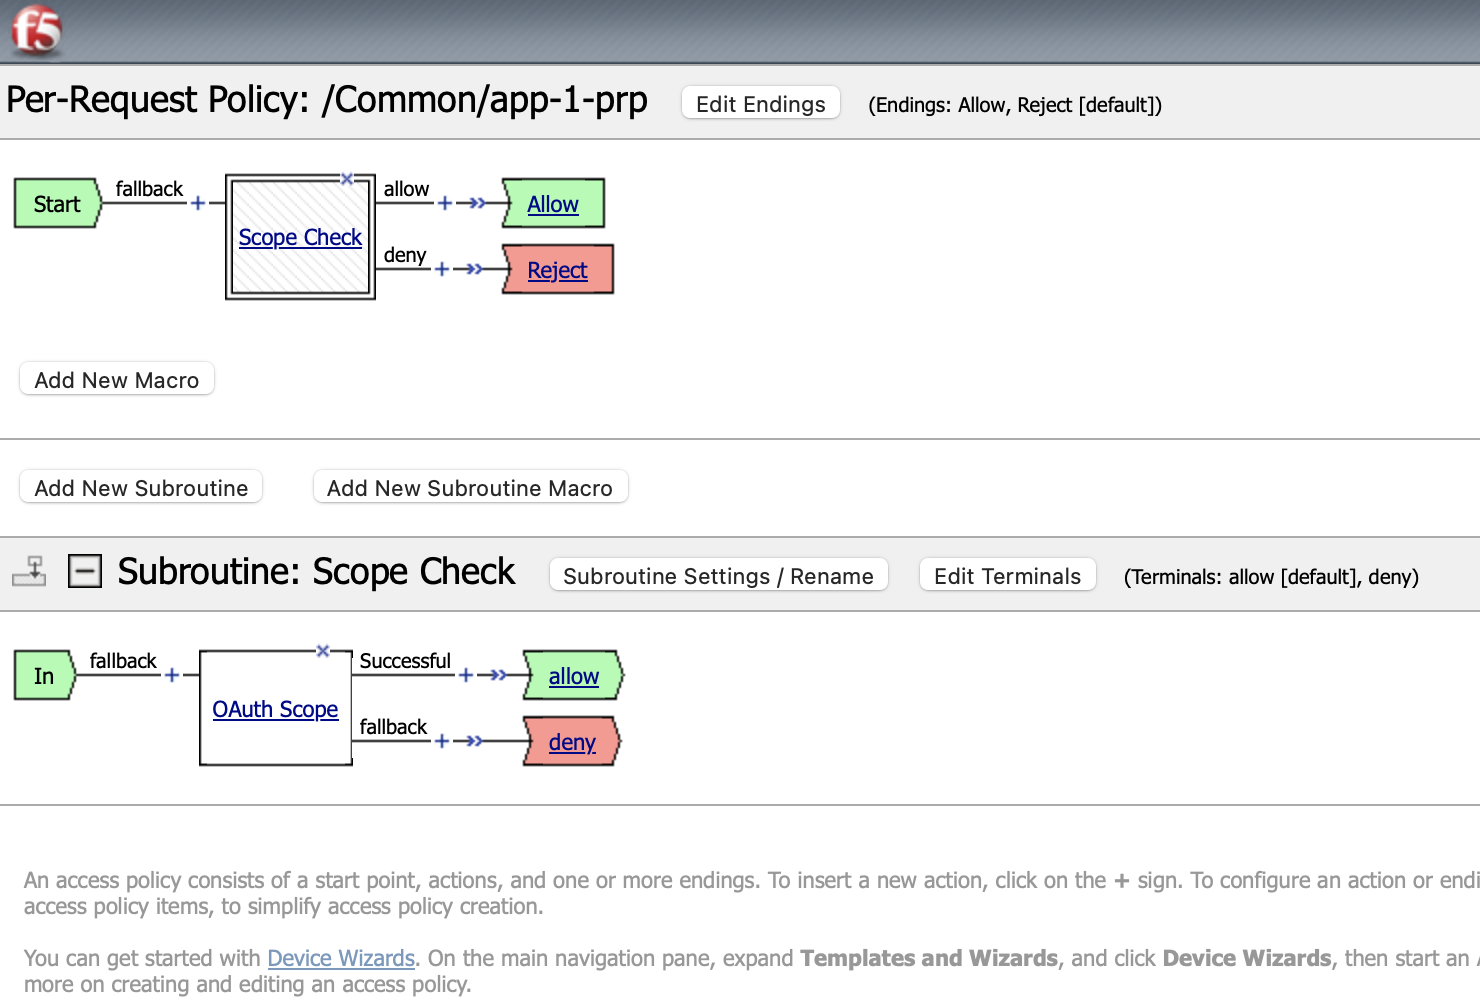 f5
Per-Request Policy: /Common/app-1-prp Edit Endings (Endings: Allow, Reject [default])
Start fallback + Scope Check × allow + Allow
deny + Reject
Add New Macro
Add New Subroutine Add New Subroutine Macro
Subroutine: Scope Check Subroutine Settings / Rename Edit Terminals (Terminals: allow [default], deny)
In fallback + OAuth Scope × Successful + allow
fallback + deny
An access policy consists of a start point, actions, and one or more endings. To insert a new action, click on the + sign. To configure an action or
access policy items, to simplify access policy creation.
You can get started with Device Wizards. On the main navigation pane, expand Templates and Wizards, and click Device Wizards, then start an
more on creating and editing an access policy.